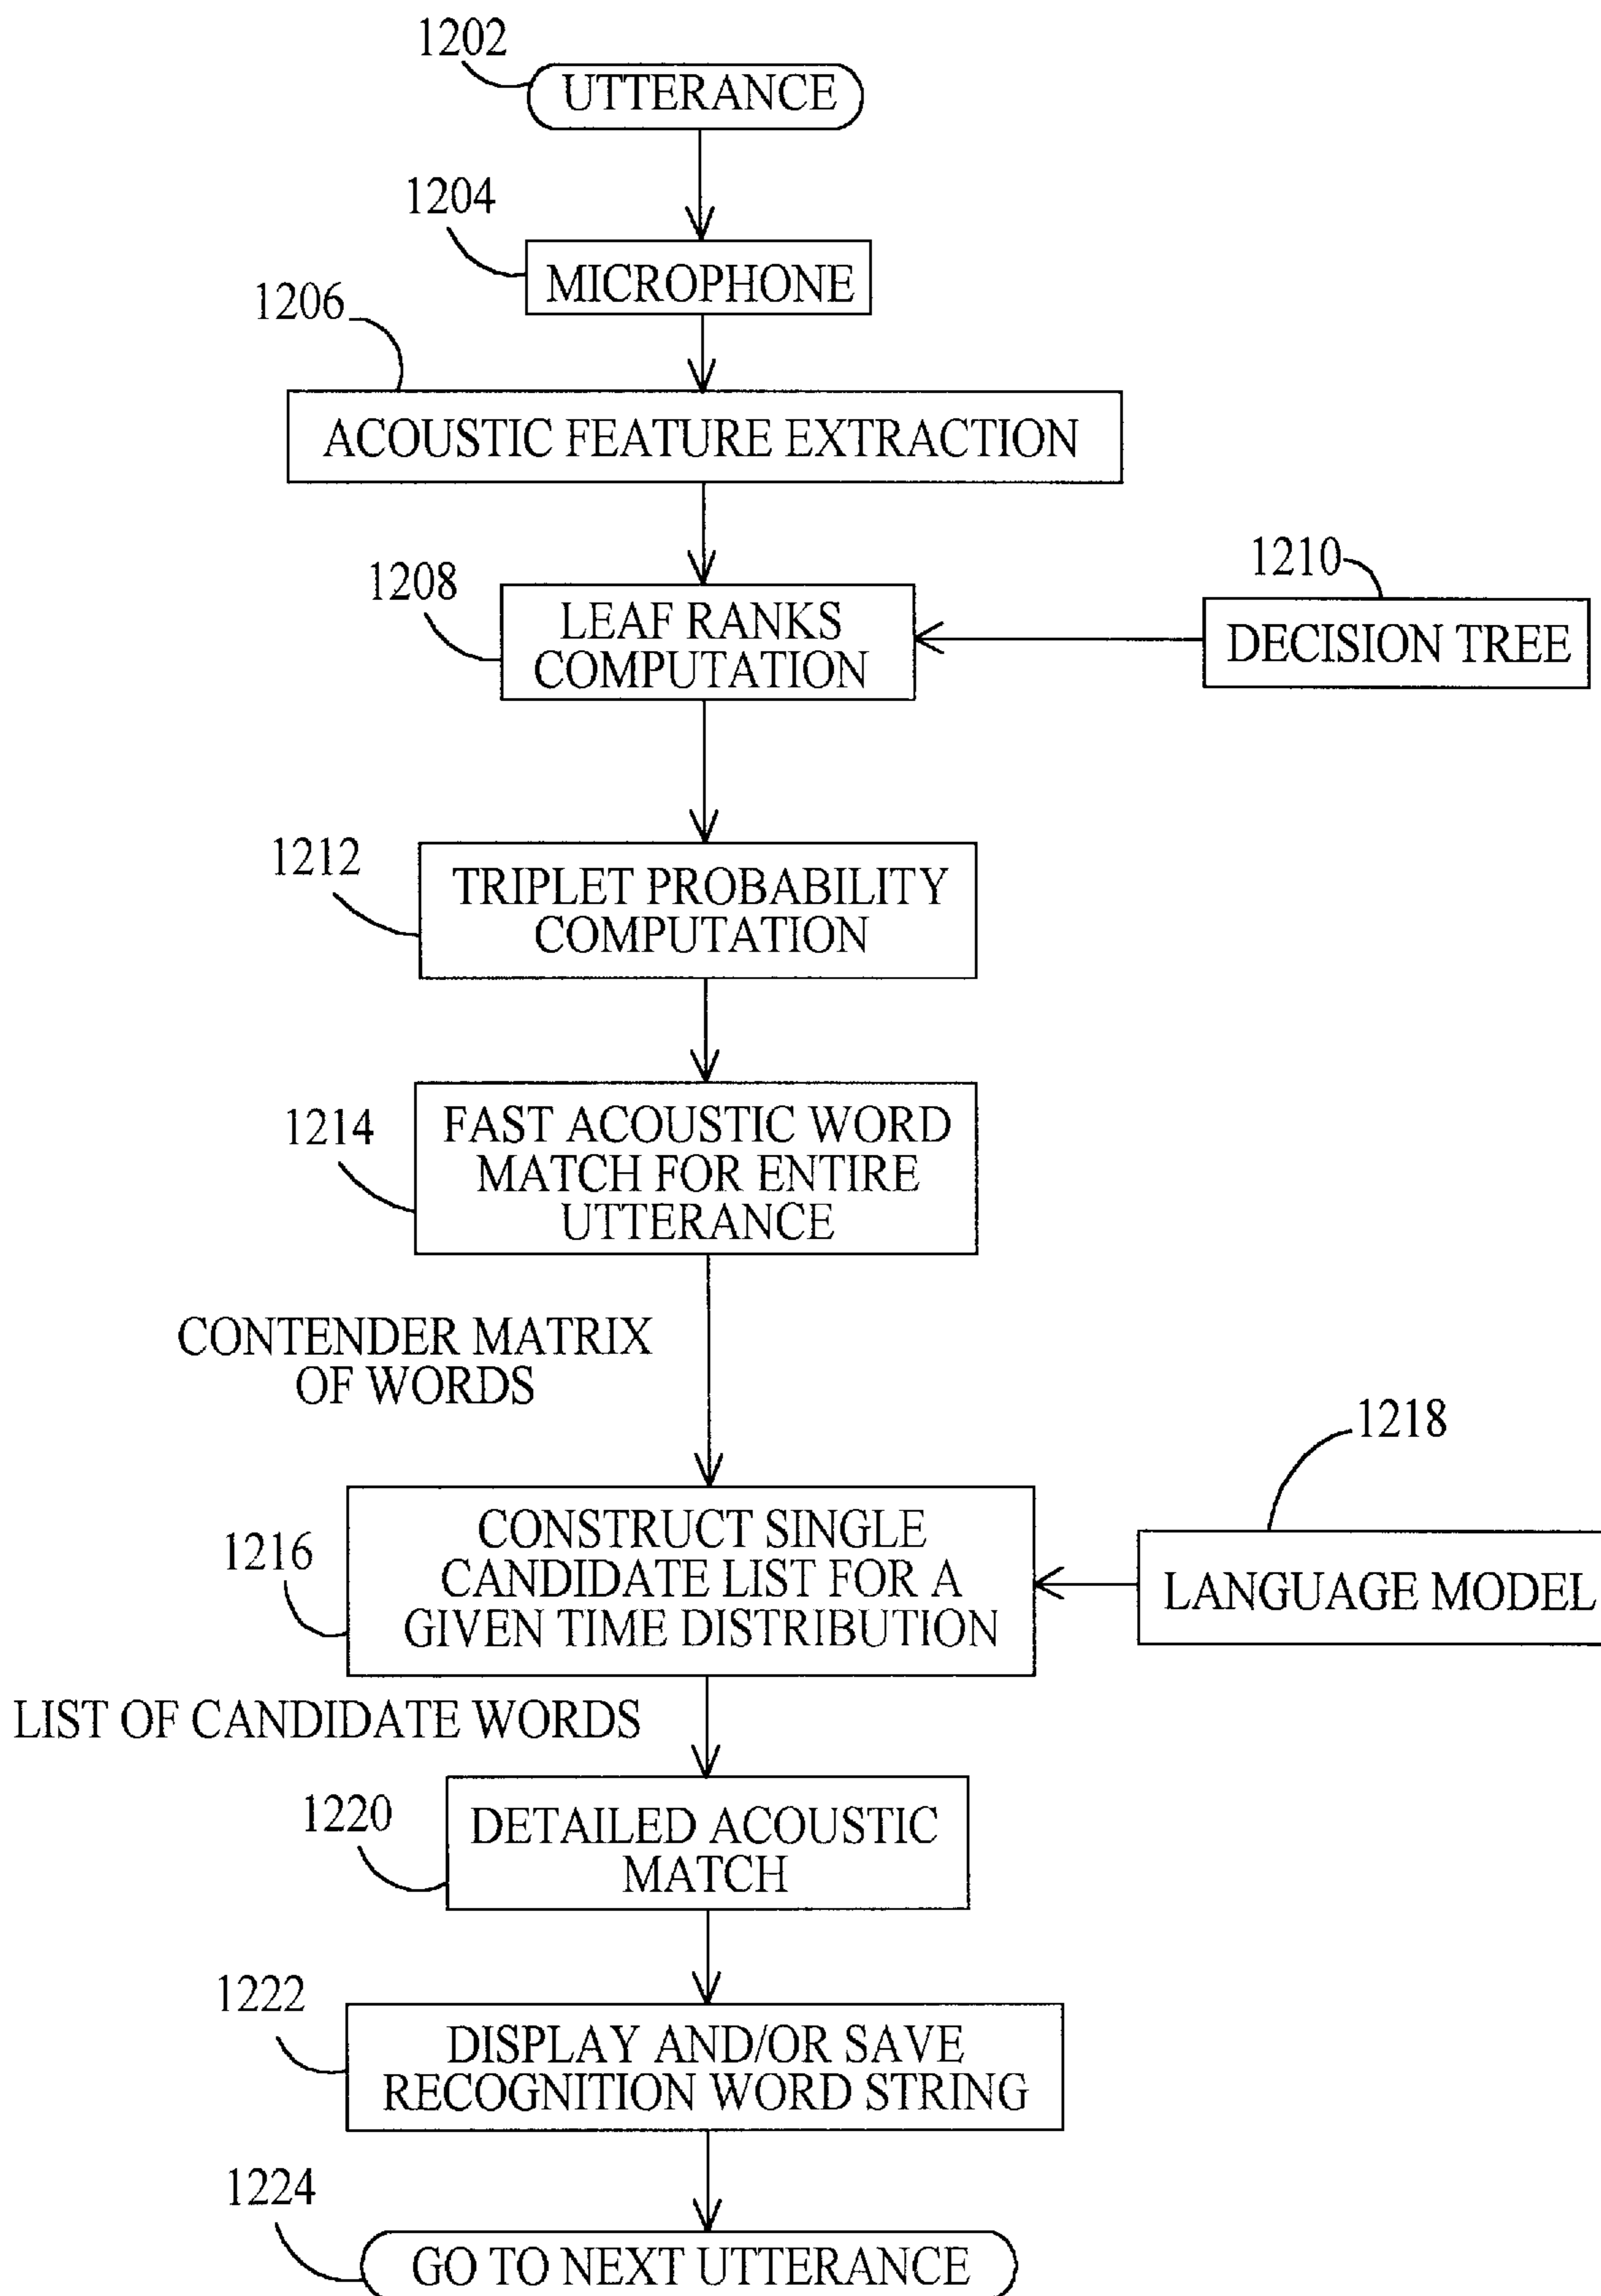 1202
UTTERANCE
1204
MICROPHONE
1206
ACOUSTIC FEATURE EXTRACTION
1208
LEAF RANKS
COMPUTATION
1210
DECISION TREE
1212
TRIPLET PROBABILITY
COMPUTATION
1214
FAST ACOUSTIC WORD
MATCH FOR ENTIRE
UTTERANCE
CONTENDER MATRIX
OF WORDS
1216
CONSTRUCT SINGLE
CANDIDATE LIST FOR A
GIVEN TIME DISTRIBUTION
1218
LANGUAGE MODEL
LIST OF CANDIDATE WORDS
1220
DETAILED ACOUSTIC
MATCH
1222
DISPLAY AND/OR SAVE
RECOGNITION WORD STRING
1224
GO TO NEXT UTTERANCE